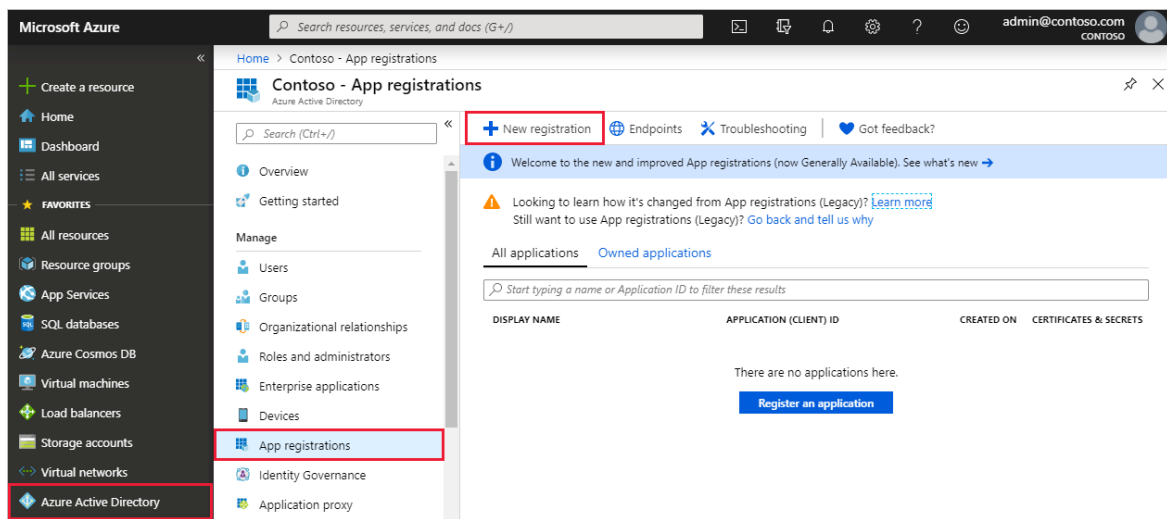 Microsoft Azure
Search resources, services, and docs (G+/)
admin@contoso.com
CONTOSO
Create a resource
Home
Dashboard
All services
FAVORITES
All resources
Resource groups
App Services
SQL databases
Azure Cosmos DB
Virtual machines
Load balancers
Storage accounts
Virtual networks
Azure Active Directory
Home > Contoso - App registrations
Contoso - App registrations
Azure Active Directory
Search (Ctrl+/)
Overview
Getting started
Manage
Users
Groups
Organizational relationships
Roles and administrators
Enterprise applications
Devices
App registrations
Identity Governance
Application proxy
New registration Endpoints Troubleshooting Got feedback?
Welcome to the new and improved App registrations (now Generally Available). See what's new →
Looking to learn how it's changed from App registrations (Legacy)? Learn more
Still want to use App registrations (Legacy)? Go back and tell us why
All applications Owned applications
Start typing a name or Application ID to filter these results
DISPLAY NAME APPLICATION (CLIENT) ID CREATED ON CERTIFICATES & SECRETS
There are no applications here.
Register an application